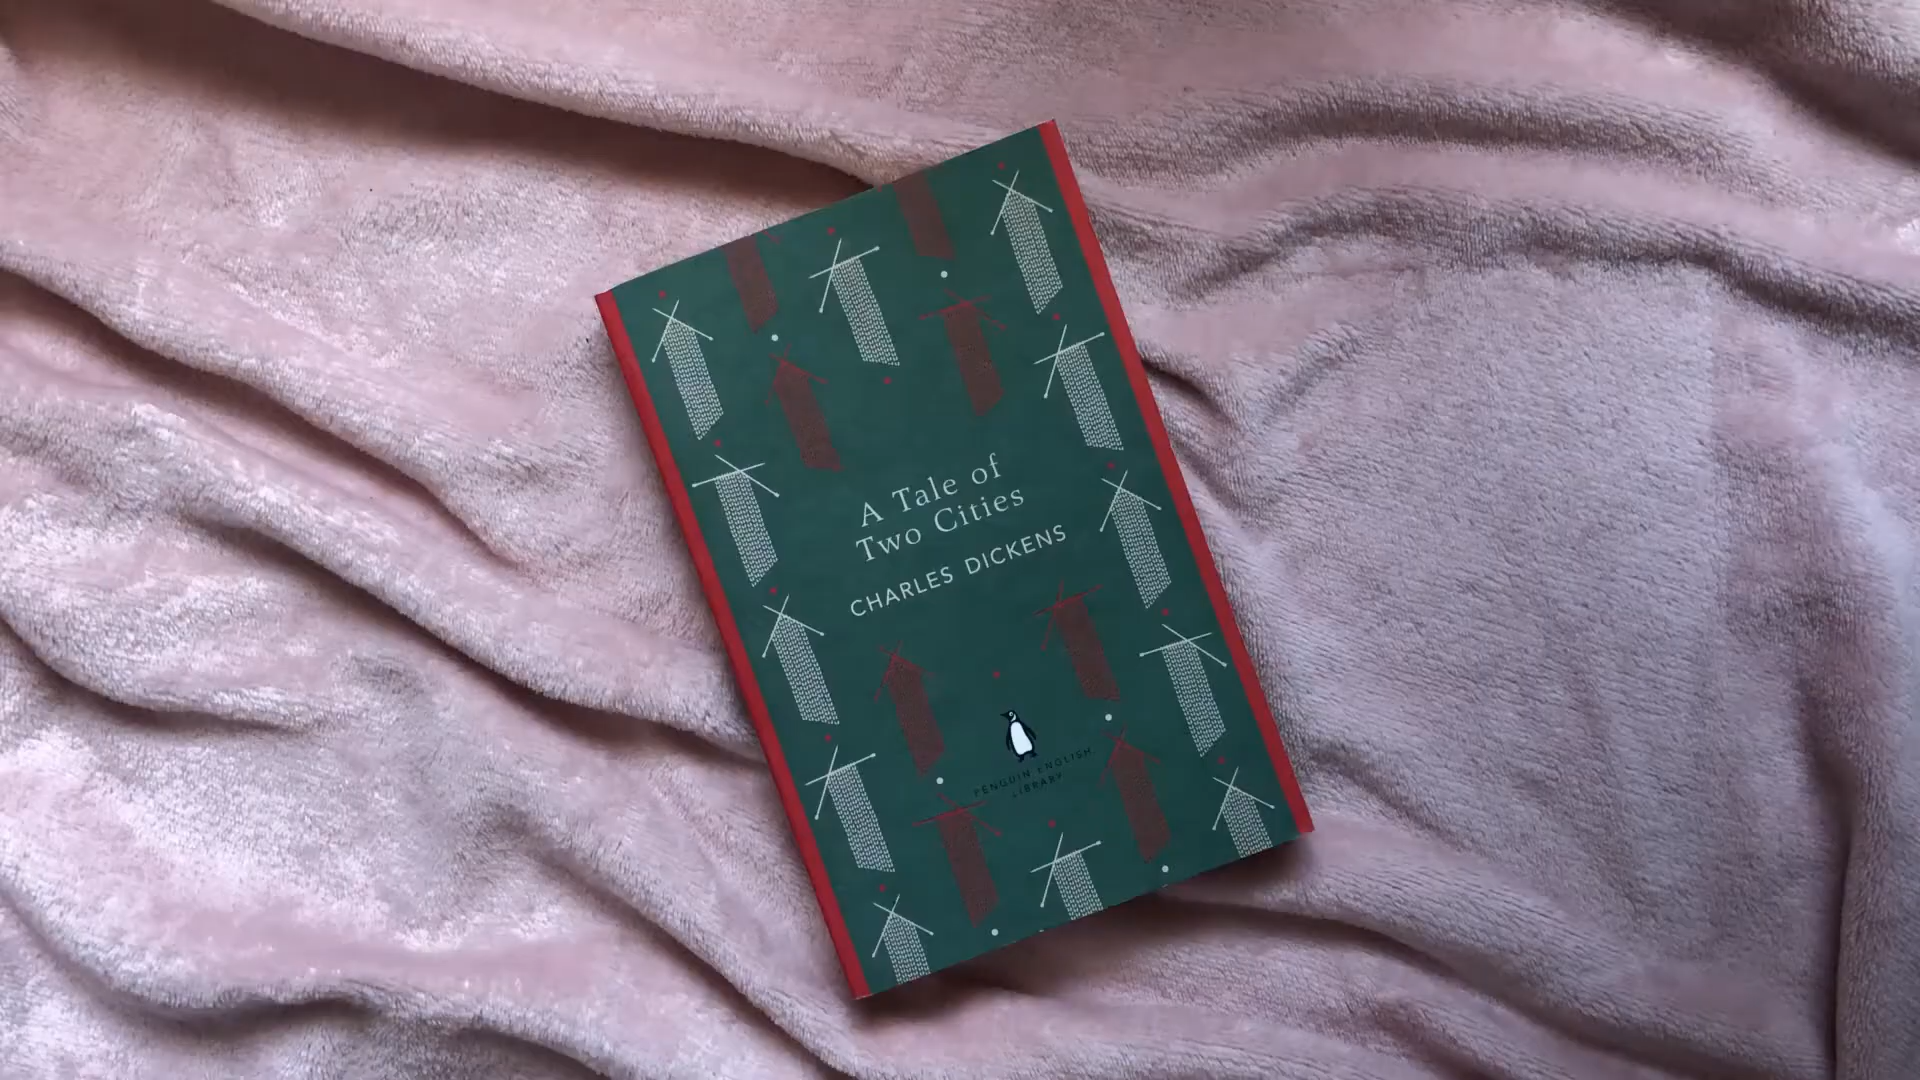 A Tale of
Two Cities
CHARLES DICKENS
PENGUIN ENGLISH
LIBRARY